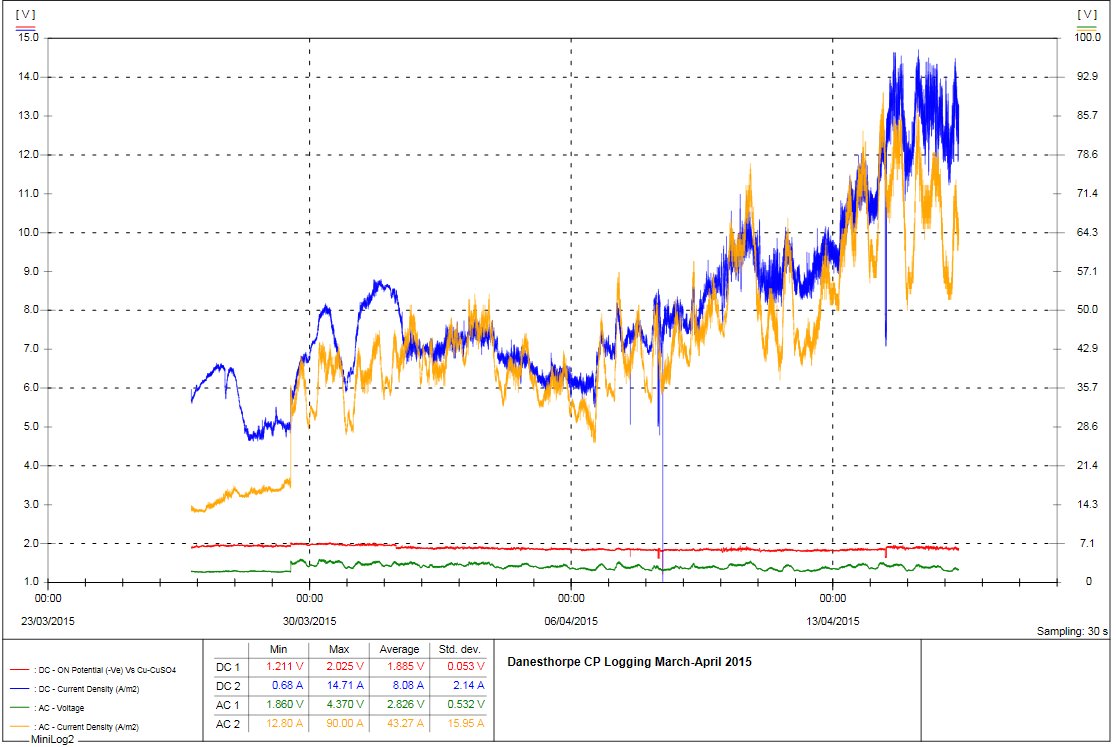 [ V ] [ V ]
15.0 100.0
14.0 92.9
13.0 85.7
12.0 78.6
11.0 71.4
10.0 64.3
9.0 57.1
8.0 50.0
7.0 42.9
6.0 35.7
5.0 28.6
4.0 21.4
3.0 14.3
2.0 7.1
1.0 0
00:00 00:00 00:00 00:00
23/03/2015 30/03/2015 06/04/2015 13/04/2015
Sampling: 30 s
: DC - ON Potential (-Ve) Vs Cu-CuSO4
: DC - Current Density (A/m2)
: AC - Voltage
: AC - Current Density (A/m2)
MiniLog2
Min Max Average Std. dev.
DC 1 1.211 V 2.025 V 1.885 V 0.053 V
DC 2 0.68 A 14.71 A 8.08 A 2.14 A
AC 1 1.860 V 4.370 V 2.826 V 0.532 V
AC 2 12.80 A 90.00 A 43.27 A 15.95 A
Danesthorpe CP Logging March-April 2015